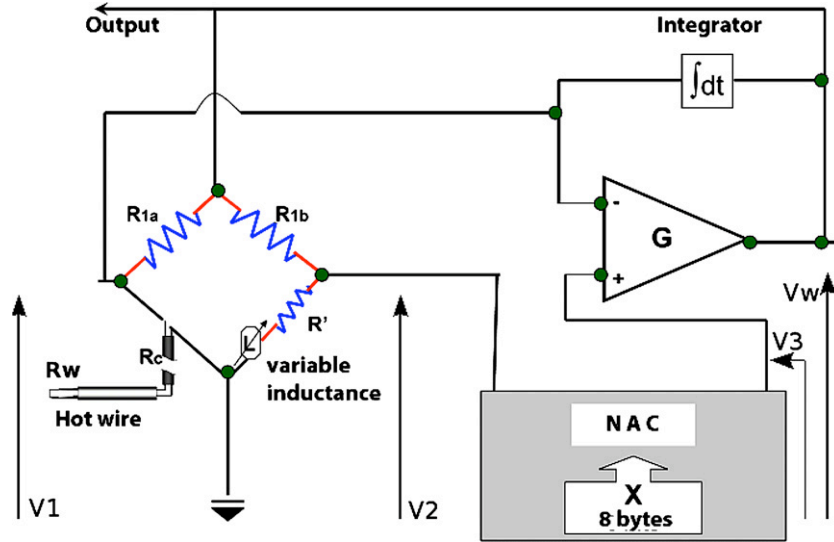 Output
Integrator
∫dt
R1a
R1b
-
G
+
R'
L
Vw
V3
Rc
variable
inductance
Rw
Hot wire
NAC
X
8 bytes
V1
V2